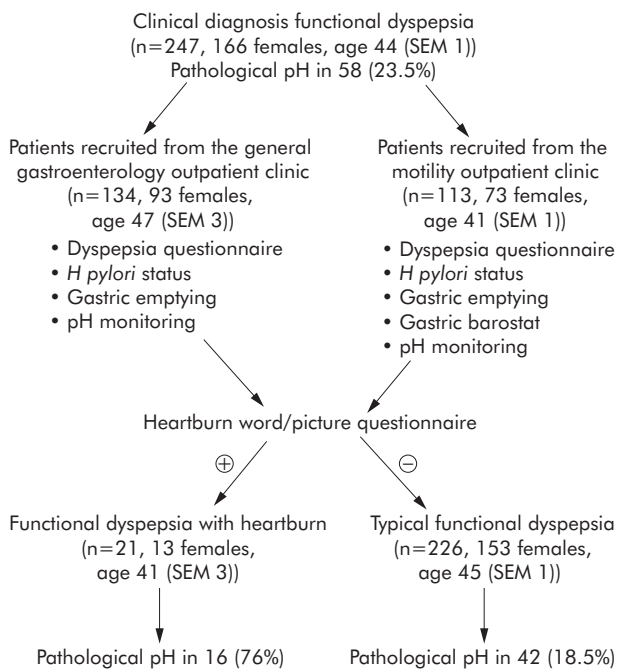 Clinical diagnosis functional dyspepsia
(n=247, 166 females, age 44 (SEM 1))
Pathological pH in 58 (23.5%)
Patients recruited from the general
gastroenterology outpatient clinic
(n=134, 93 females,
age 47 (SEM 3))
• Dyspepsia questionnaire
• H pylori status
• Gastric emptying
• pH monitoring
Patients recruited from the
motility outpatient clinic
(n=113, 73 females,
age 41 (SEM 1))
• Dyspepsia questionnaire
• H pylori status
• Gastric emptying
• Gastric barostat
• pH monitoring
Heartburn word/picture questionnaire
+
−
Functional dyspepsia with heartburn
(n=21, 13 females,
age 41 (SEM 3))
Typical functional dyspepsia
(n=226, 153 females,
age 45 (SEM 1))
Pathological pH in 16 (76%)
Pathological pH in 42 (18.5%)